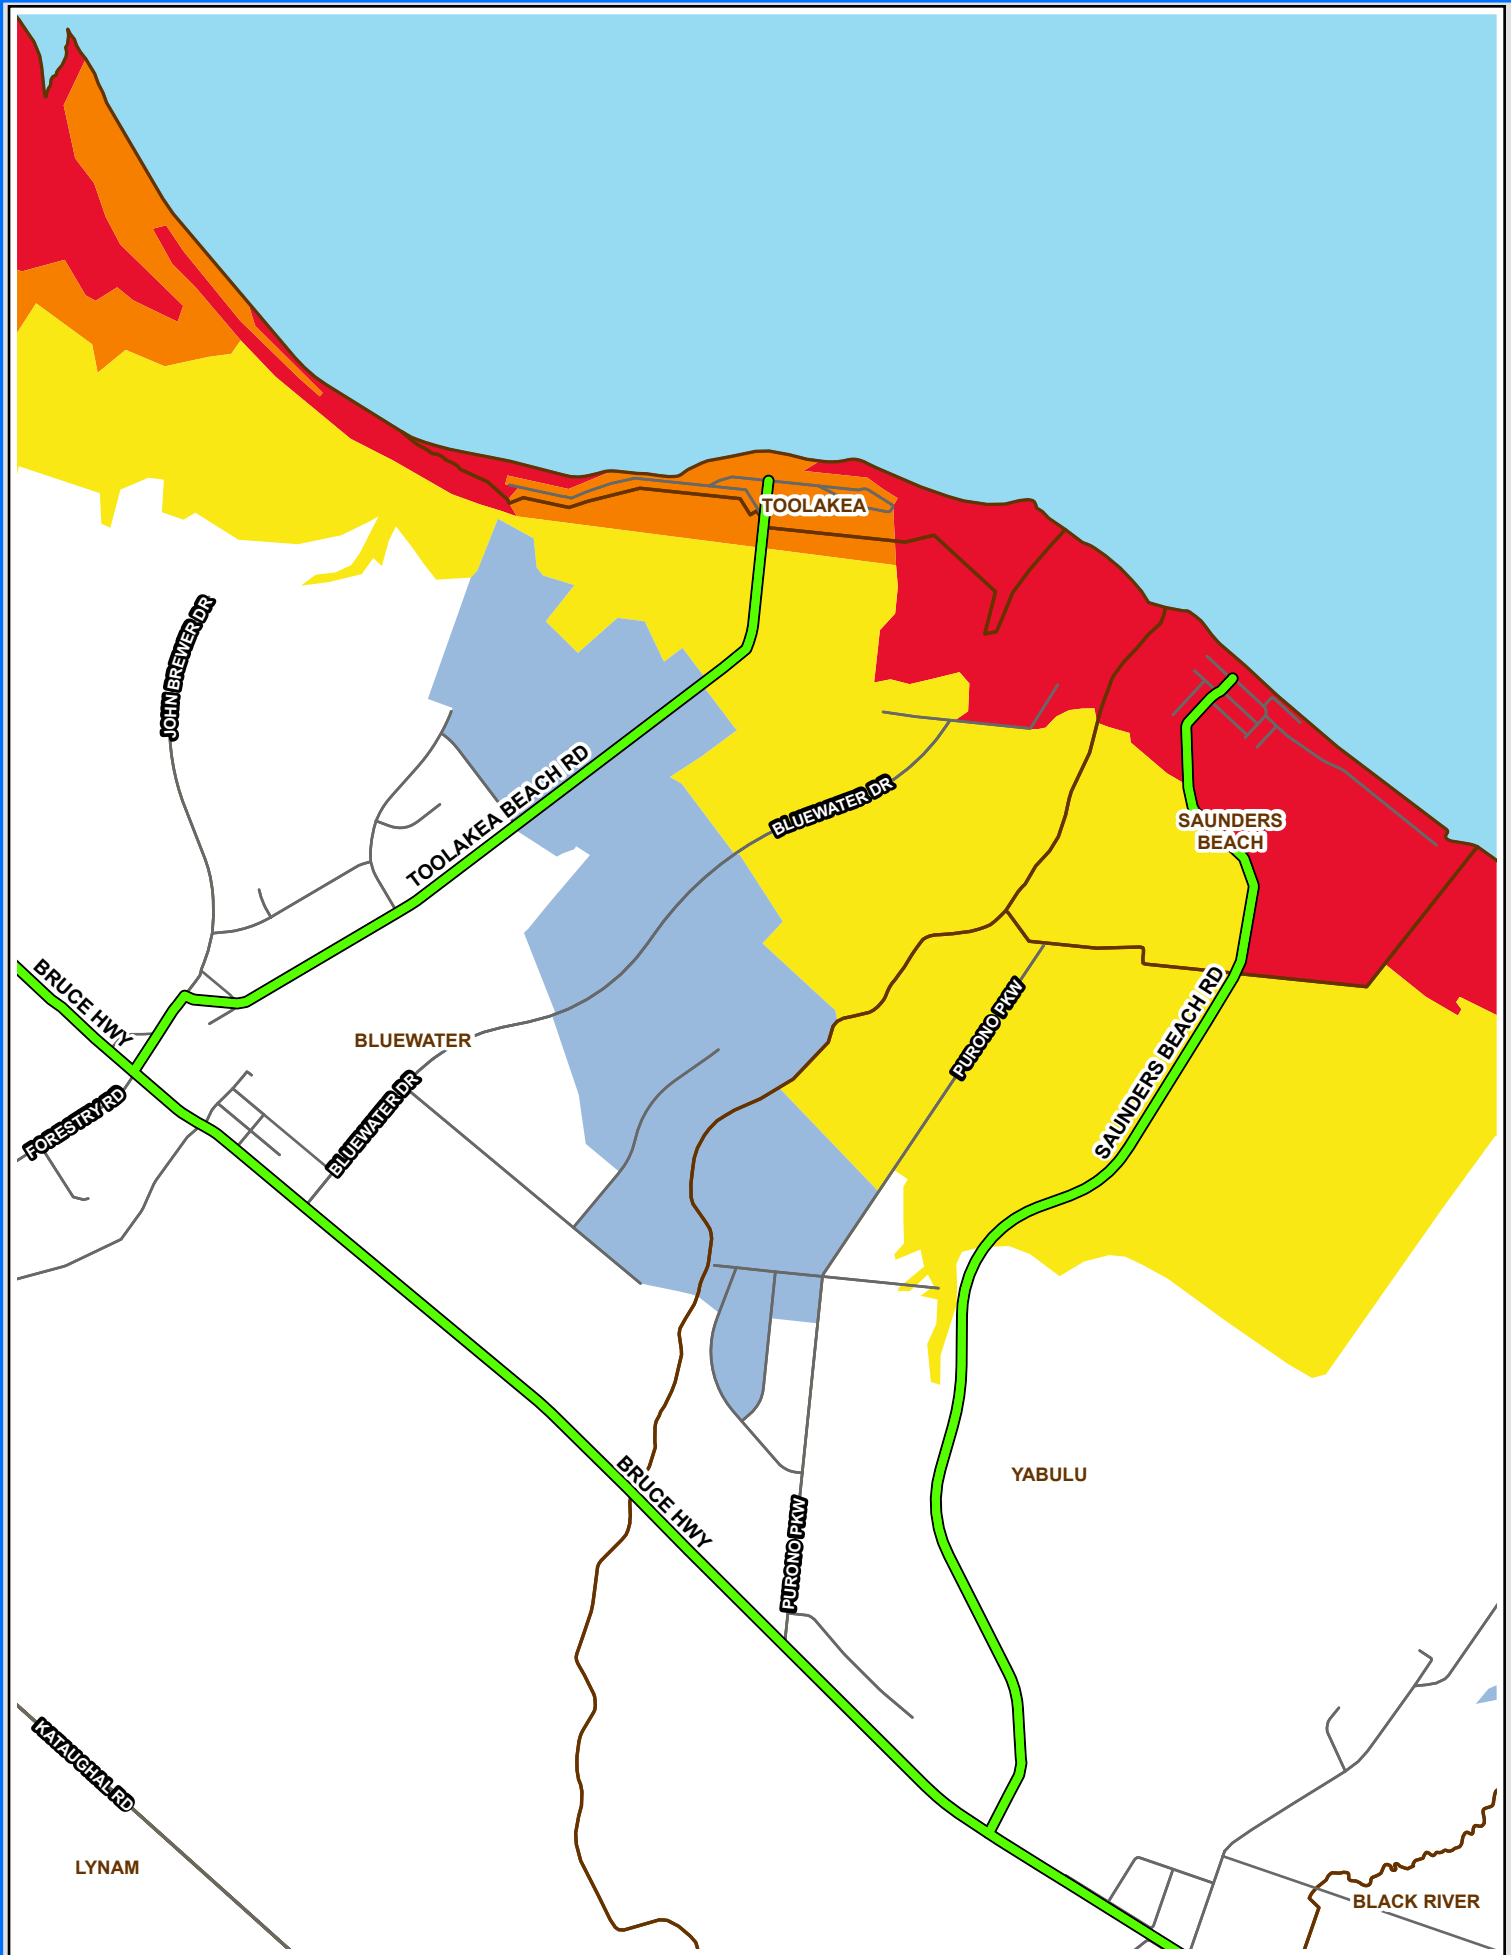 TOOLAKEA
JOHN BREWER DR
TOOLAKEA BEACH RD
BLUEWATER DR
SAUNDERS
BEACH
BRUCE HWY
BLUEWATER
PURONO PKW
SAUNDERS BEACH RD
FORESTRY RD
BLUEWATER DR
YABULU
BRUCE HWY
PURONO PKW
KATAUGHAL RD
LYNAM
BLACK RIVER